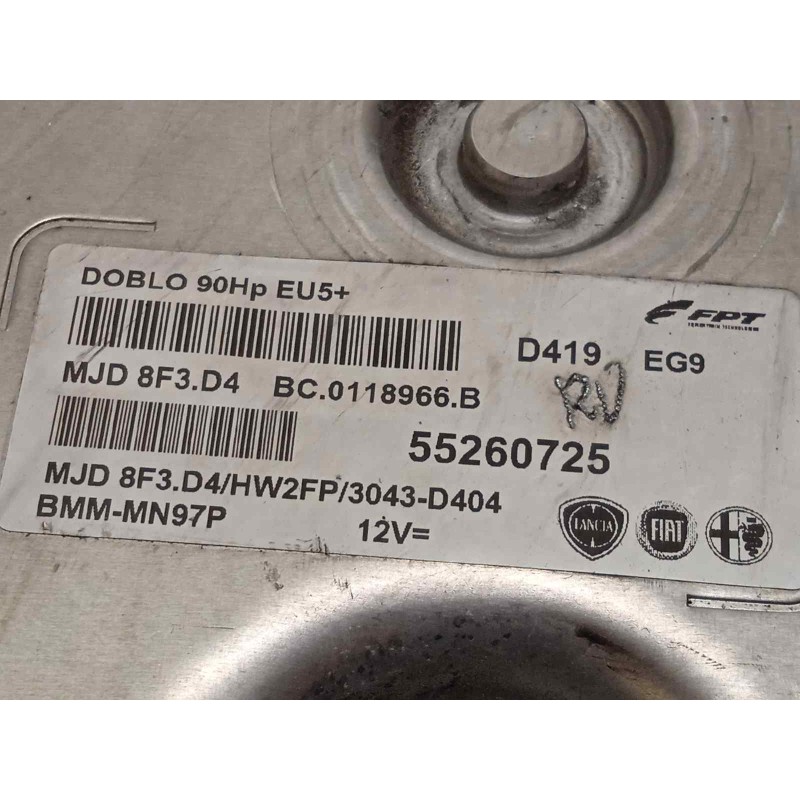 DOBLO 90Hp EU5+
FPT
D419 EG9
MJD 8F3.D4 BC.0118966.B
RV
55260725
MJD 8F3.D4/HW2FP/3043-D404
BMM-MN97P
12V=
LANCIA
FIAT